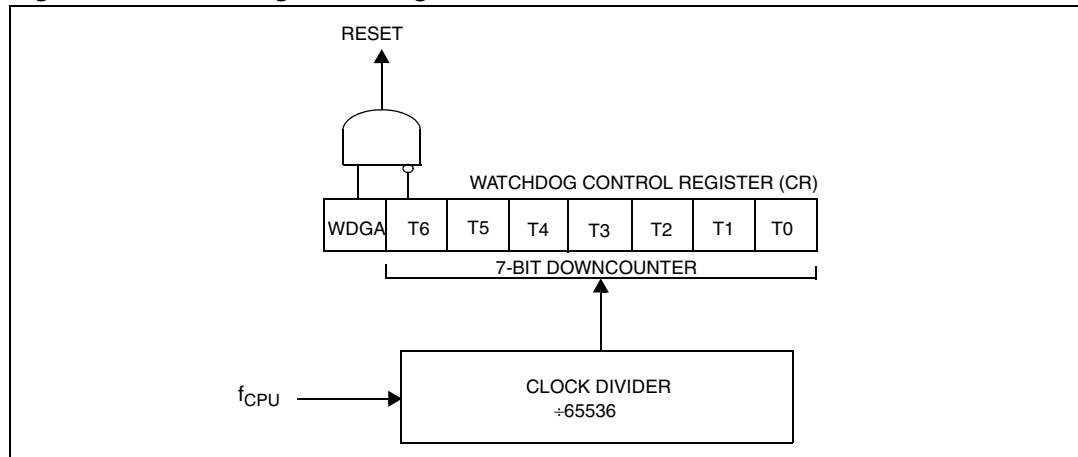 RESET
WATCHDOG CONTROL REGISTER (CR)
WDGA T6 T5 T4 T3 T2 T1 T0
7-BIT DOWNCOUNTER
fCPU
CLOCK DIVIDER
÷65536